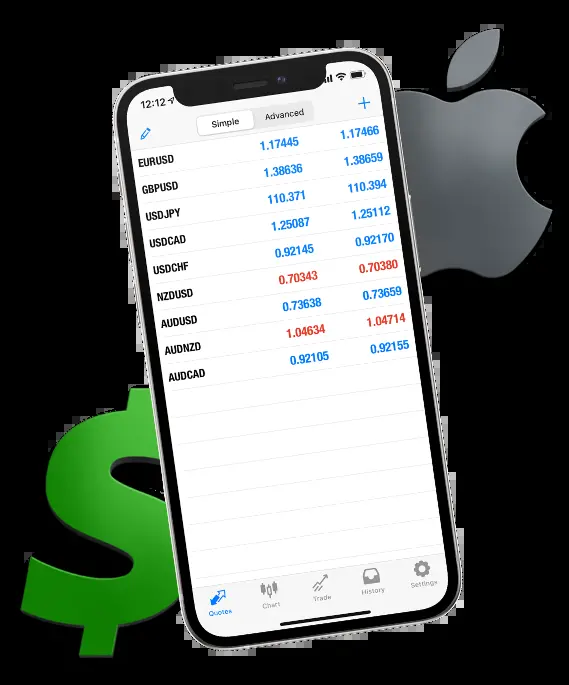 12:12
Simple Advanced +
EURUSD 1.17445 1.17466
GBPUSD 1.38636 1.38659
USDJPY 110.371 110.394
USDCAD 1.25087 1.25112
USDCHF 0.92145 0.92170
NZDUSD 0.70343 0.70380
AUDUSD 0.73638 0.73659
AUDNZD 1.04634 1.04714
AUDCAD 0.92105 0.92155
Quotes Chart Trade History Settings
$